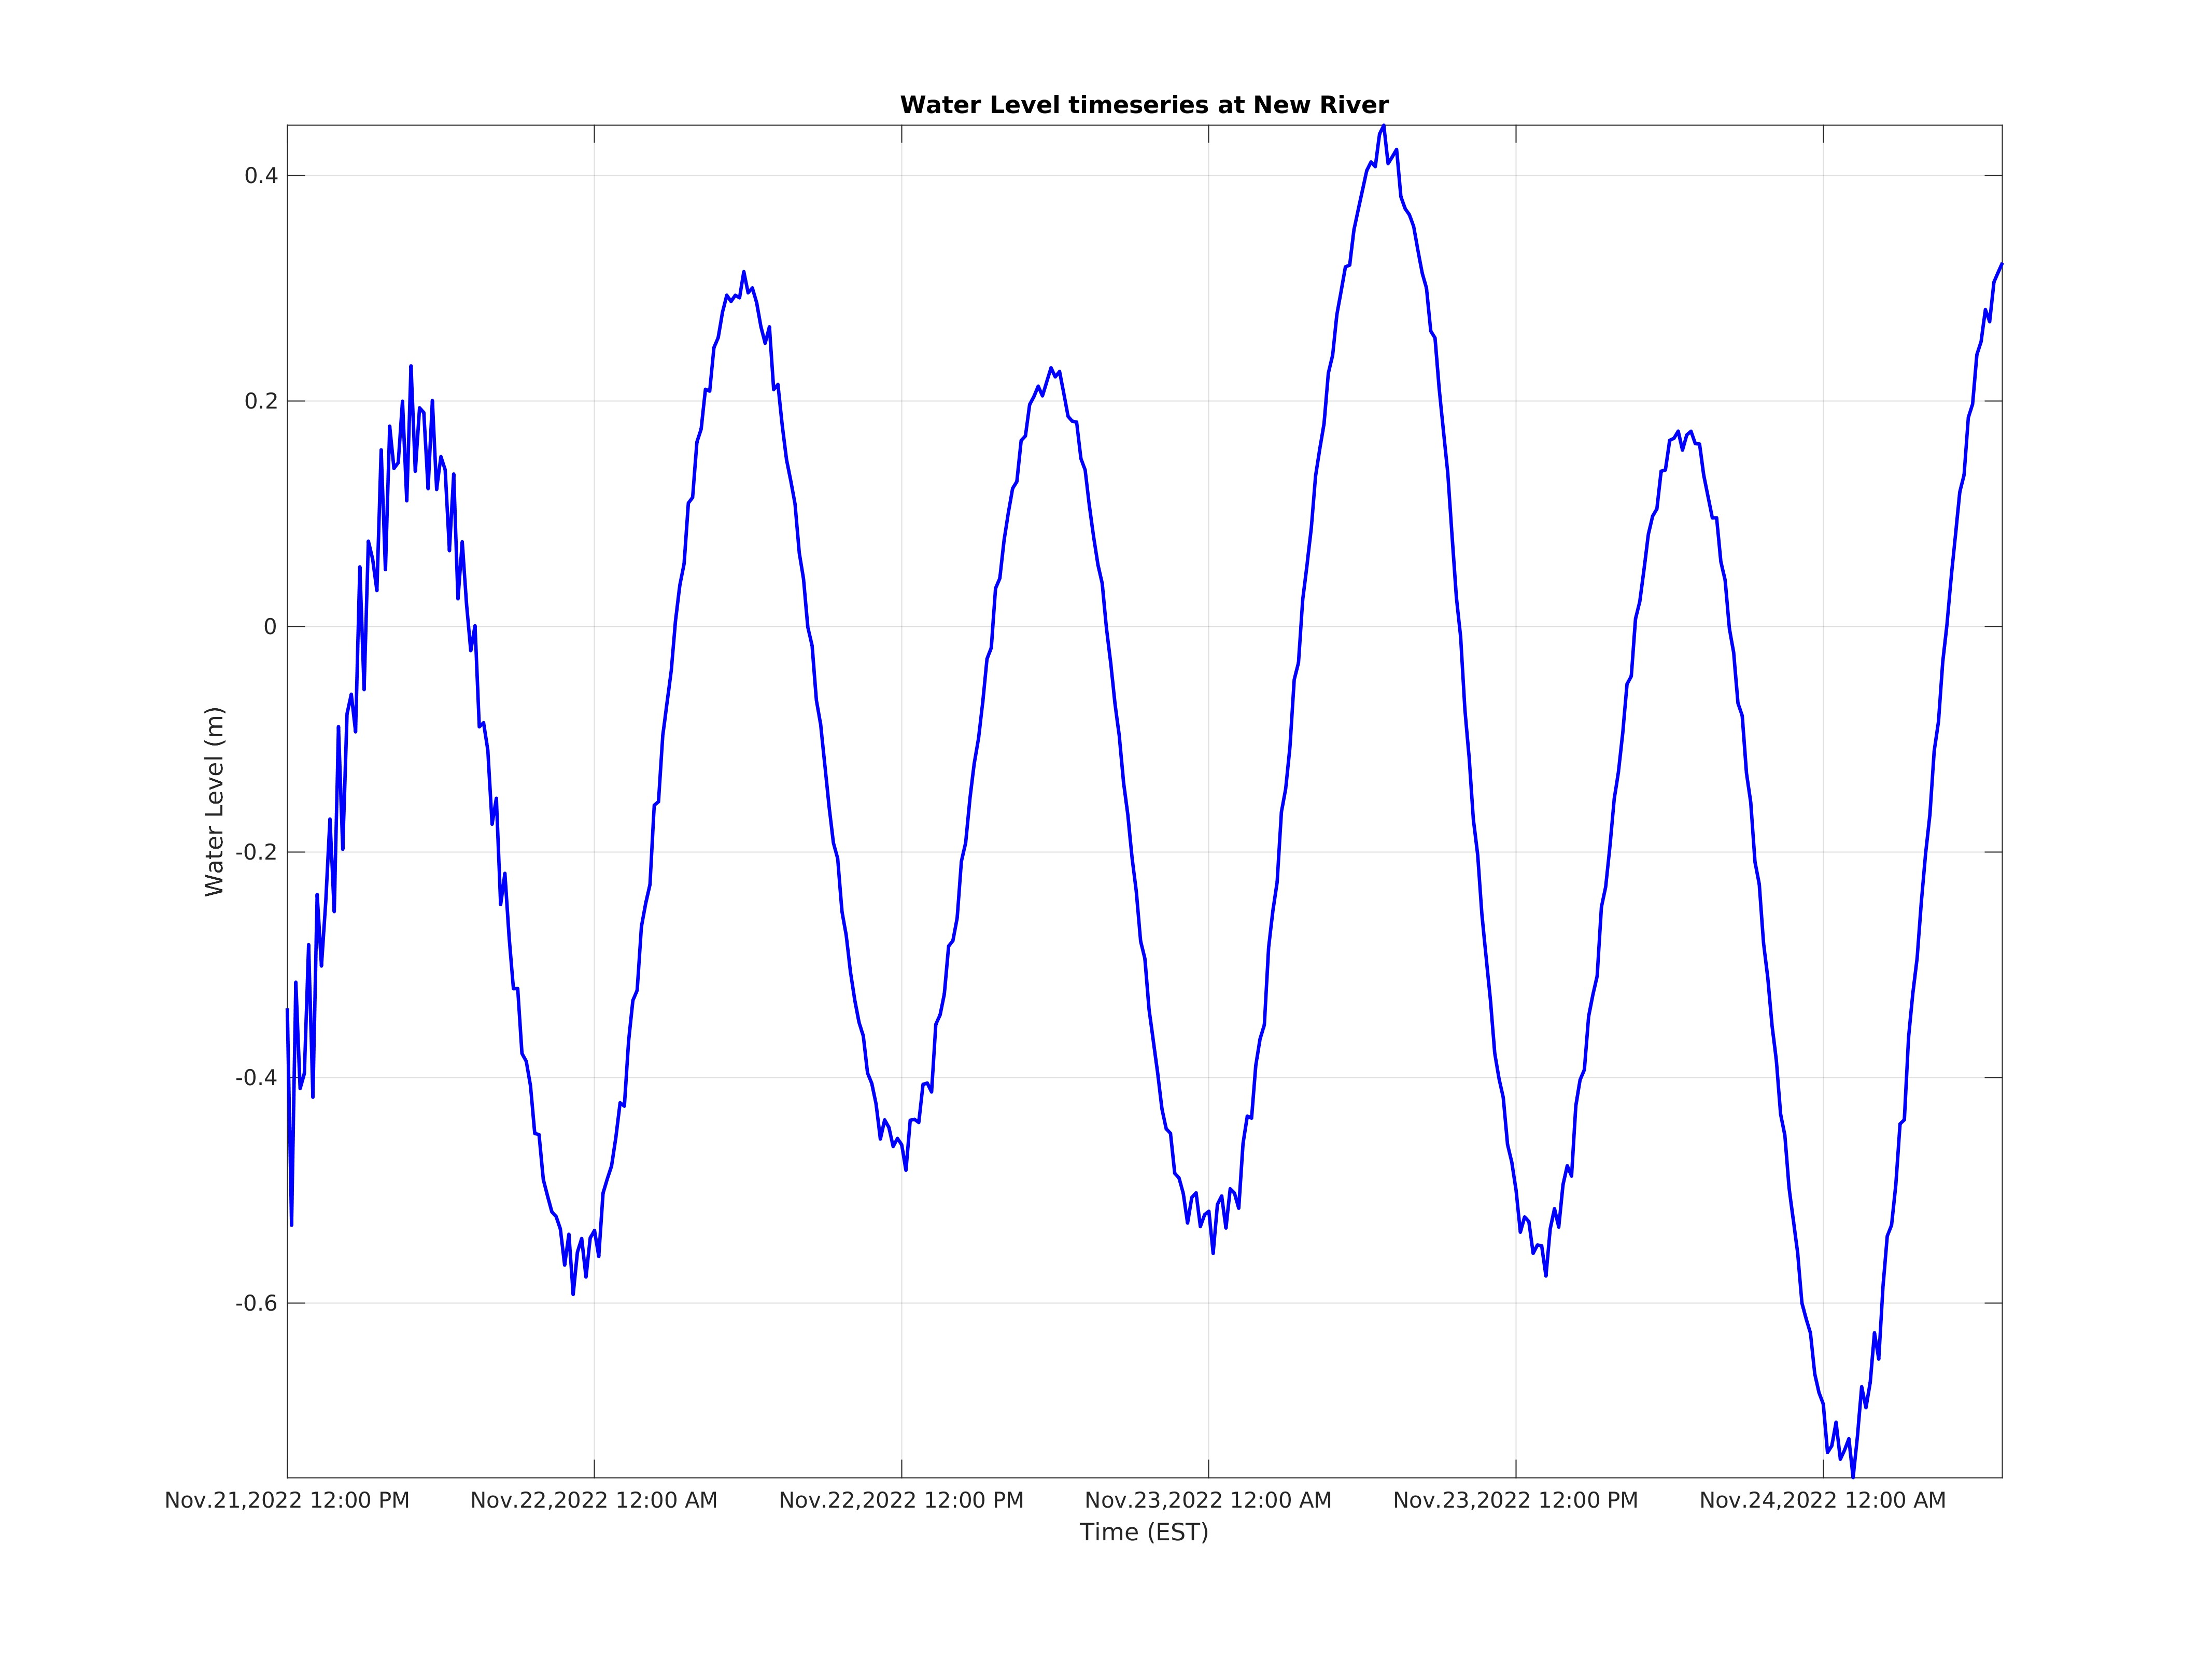 Water Level timeseries at New River
0.4
0.2
0
-0.2
-0.4
-0.6
Water Level (m)
Nov.21,2022 12:00 PM
Nov.22,2022 12:00 AM
Nov.22,2022 12:00 PM
Nov.23,2022 12:00 AM
Nov.23,2022 12:00 PM
Nov.24,2022 12:00 AM
Time (EST)